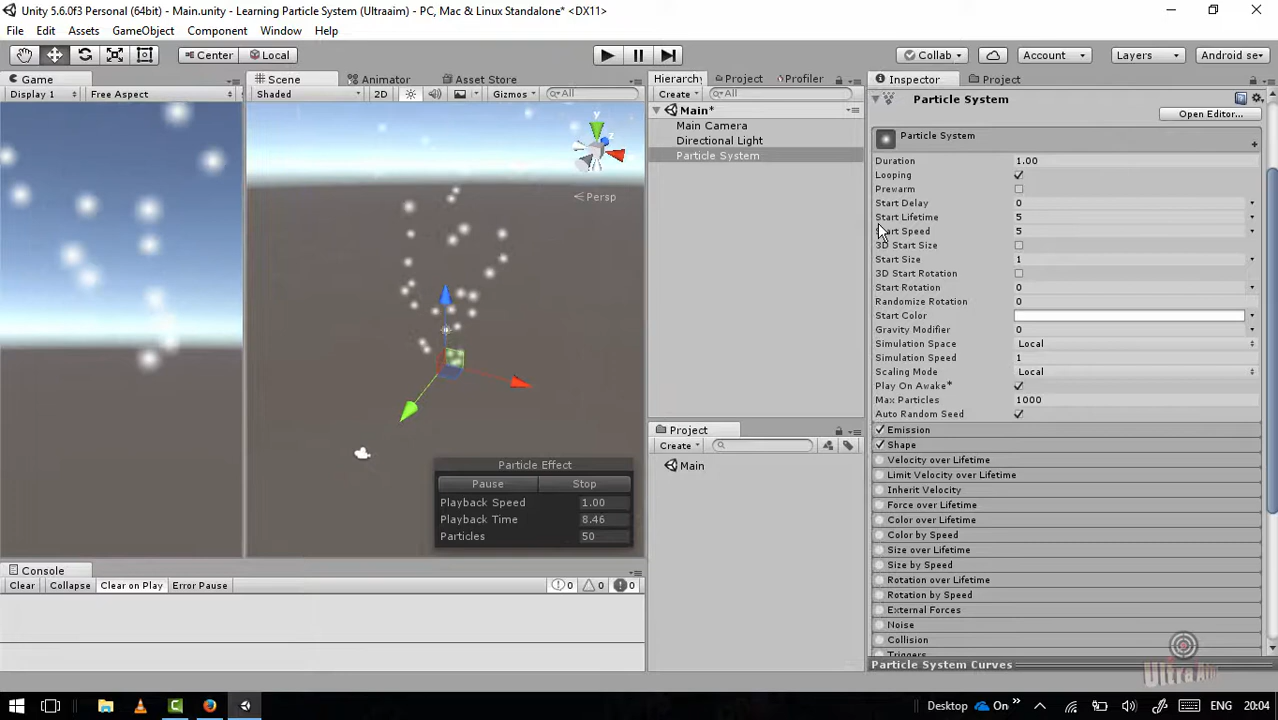 Unity 5.6.0f3 Personal (64bit) - Main.unity - Learning Particle System (Ultraaim) - PC, Mac & Linux Standalone* <DX11>
File Edit Assets GameObject Component Window Help
Center Local Collab Account Layers Android se
Game Scene Animator Asset Store Hierarchy Project Profiler Inspector Project
Display 1 Free Aspect Shaded 2D Gizmos All Create All
Particle System
Main*
Open Editor...
Main Camera
Directional Light
Particle System
Particle System
Duration 1.00
Looping
Prewarm
Start Delay 0
Start Lifetime 5
Start Speed 5
3D Start Size
Start Size 1
3D Start Rotation
Start Rotation 0
Randomize Rotation 0
Start Color
Gravity Modifier 0
Simulation Space Local
Simulation Speed 1
Scaling Mode Local
Play On Awake*
Max Particles 1000
Auto Random Seed
Emission
Shape
Velocity over Lifetime
Limit Velocity over Lifetime
Inherit Velocity
Force over Lifetime
Color over Lifetime
Color by Speed
Size over Lifetime
Size by Speed
Rotation over Lifetime
Rotation by Speed
External Forces
Noise
Collision
Triggers
Particle System Curves
y
z
Persp
Particle Effect
Pause Stop
Playback Speed 1.00
Playback Time 8.46
Particles 50
Project
Create
Main
Console
Clear Collapse Clear on Play Error Pause 0 0 0
Ultra Aim
Desktop On ENG 20:04